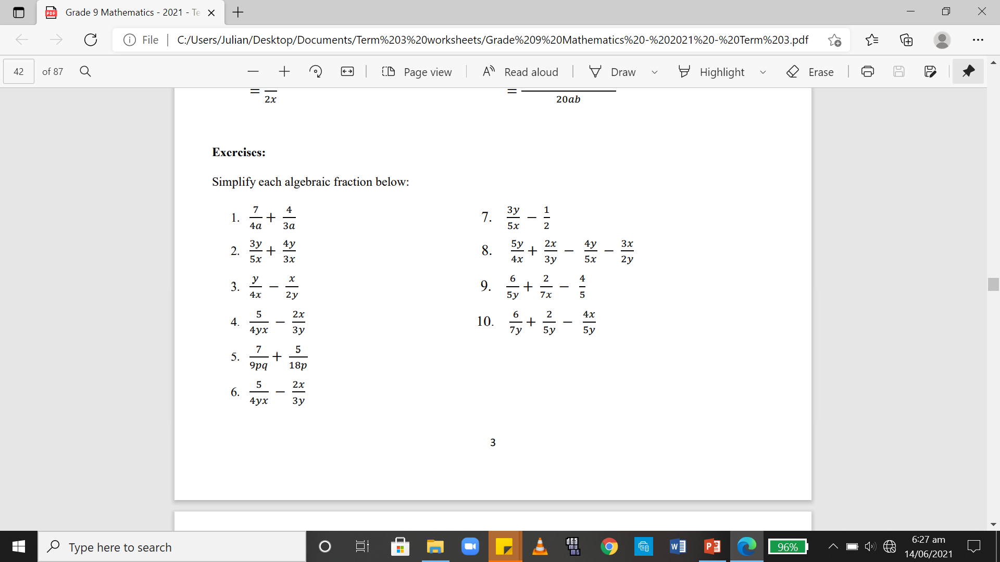 Grade 9 Mathematics - 2021 - Te
File | C:/Users/Julian/Desktop/Documents/Term%203%20worksheets/Grade%209%20Mathematics%20-%202021%20-%20Term%203.pdf
42 of 87 Page view Read aloud Draw Highlight Erase
= /2x = /20ab
Exercises:
Simplify each algebraic fraction below:
1. 7/4a + 4/3a
2. 3y/5x + 4y/3x
3. y/4x − x/2y
4. 5/4yx − 2x/3y
5. 7/9pq + 5/18p
6. 5/4yx − 2x/3y
7. 3y/5x − 1/2
8. 5y/4x + 2x/3y − 4y/5x − 3x/2y
9. 6/5y + 2/7x − 4/5
10. 6/7y + 2/5y − 4x/5y
3
Type here to search
96%
6:27 am
14/06/2021